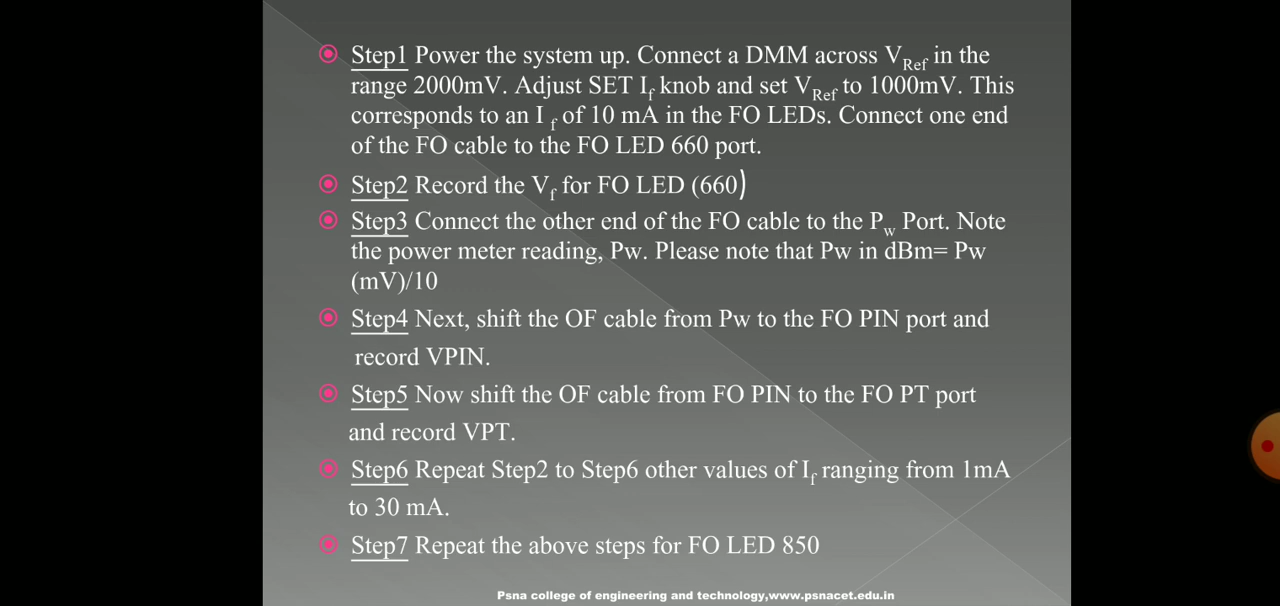 Step1 Power the system up. Connect a DMM across VRef in the
range 2000mV. Adjust SET If knob and set VRef to 1000mV. This
corresponds to an I f of 10 mA in the FO LEDs. Connect one end
of the FO cable to the FO LED 660 port.
Step2 Record the Vf for FO LED (660)
Step3 Connect the other end of the FO cable to the Pw Port. Note
the power meter reading, Pw. Please note that Pw in dBm= Pw
(mV)/10
Step4 Next, shift the OF cable from Pw to the FO PIN port and
record VPIN.
Step5 Now shift the OF cable from FO PIN to the FO PT port
and record VPT.
Step6 Repeat Step2 to Step6 other values of If ranging from 1mA
to 30 mA.
Step7 Repeat the above steps for FO LED 850
Psna college of engineering and technology,www.psnacet.edu.in